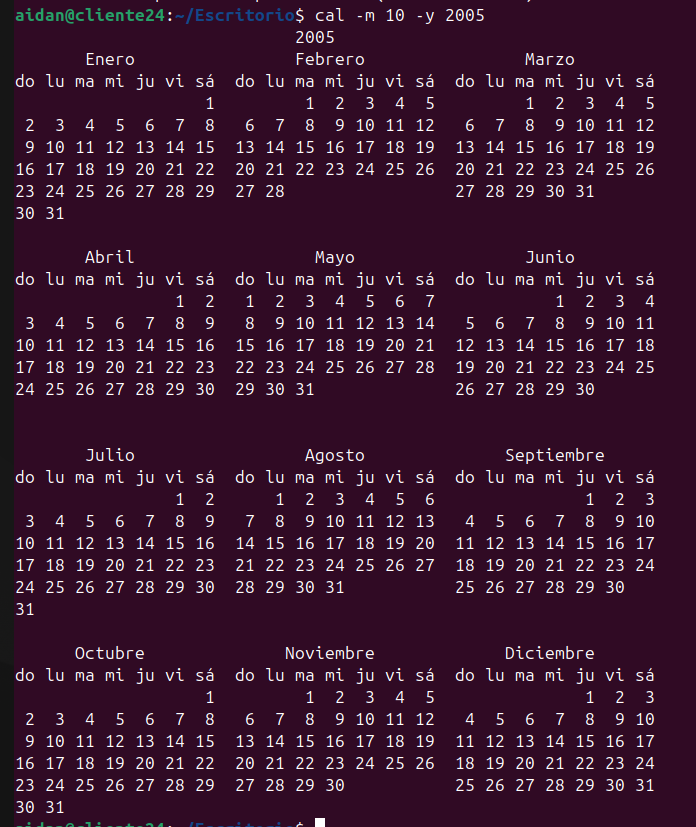 aidan@cliente24:~/Escritorio$ cal -m 10 -y 2005
                            2005
       Enero                Febrero                Marzo
do lu ma mi ju vi sá  do lu ma mi ju vi sá  do lu ma mi ju vi sá
                   1         1  2  3  4  5         1  2  3  4  5
 2  3  4  5  6  7  8   6  7  8  9 10 11 12   6  7  8  9 10 11 12
 9 10 11 12 13 14 15  13 14 15 16 17 18 19  13 14 15 16 17 18 19
16 17 18 19 20 21 22  20 21 22 23 24 25 26  20 21 22 23 24 25 26
23 24 25 26 27 28 29  27 28                 27 28 29 30 31
30 31

       Abril                  Mayo                 Junio
do lu ma mi ju vi sá  do lu ma mi ju vi sá  do lu ma mi ju vi sá
                1  2   1  2  3  4  5  6  7            1  2  3  4
 3  4  5  6  7  8  9   8  9 10 11 12 13 14   5  6  7  8  9 10 11
10 11 12 13 14 15 16  15 16 17 18 19 20 21  12 13 14 15 16 17 18
17 18 19 20 21 22 23  22 23 24 25 26 27 28  19 20 21 22 23 24 25
24 25 26 27 28 29 30  29 30 31              26 27 28 29 30

       Julio                 Agosto              Septiembre
do lu ma mi ju vi sá  do lu ma mi ju vi sá  do lu ma mi ju vi sá
                1  2      1  2  3  4  5  6               1  2  3
 3  4  5  6  7  8  9   7  8  9 10 11 12 13   4  5  6  7  8  9 10
10 11 12 13 14 15 16  14 15 16 17 18 19 20  11 12 13 14 15 16 17
17 18 19 20 21 22 23  21 22 23 24 25 26 27  18 19 20 21 22 23 24
24 25 26 27 28 29 30  28 29 30 31           25 26 27 28 29 30
31

      Octubre              Noviembre             Diciembre
do lu ma mi ju vi sá  do lu ma mi ju vi sá  do lu ma mi ju vi sá
                   1         1  2  3  4  5               1  2  3
 2  3  4  5  6  7  8   6  7  8  9 10 11 12   4  5  6  7  8  9 10
 9 10 11 12 13 14 15  13 14 15 16 17 18 19  11 12 13 14 15 16 17
16 17 18 19 20 21 22  20 21 22 23 24 25 26  18 19 20 21 22 23 24
23 24 25 26 27 28 29  27 28 29 30           25 26 27 28 29 30 31
30 31
aidan@cliente24:~/Escritorio$